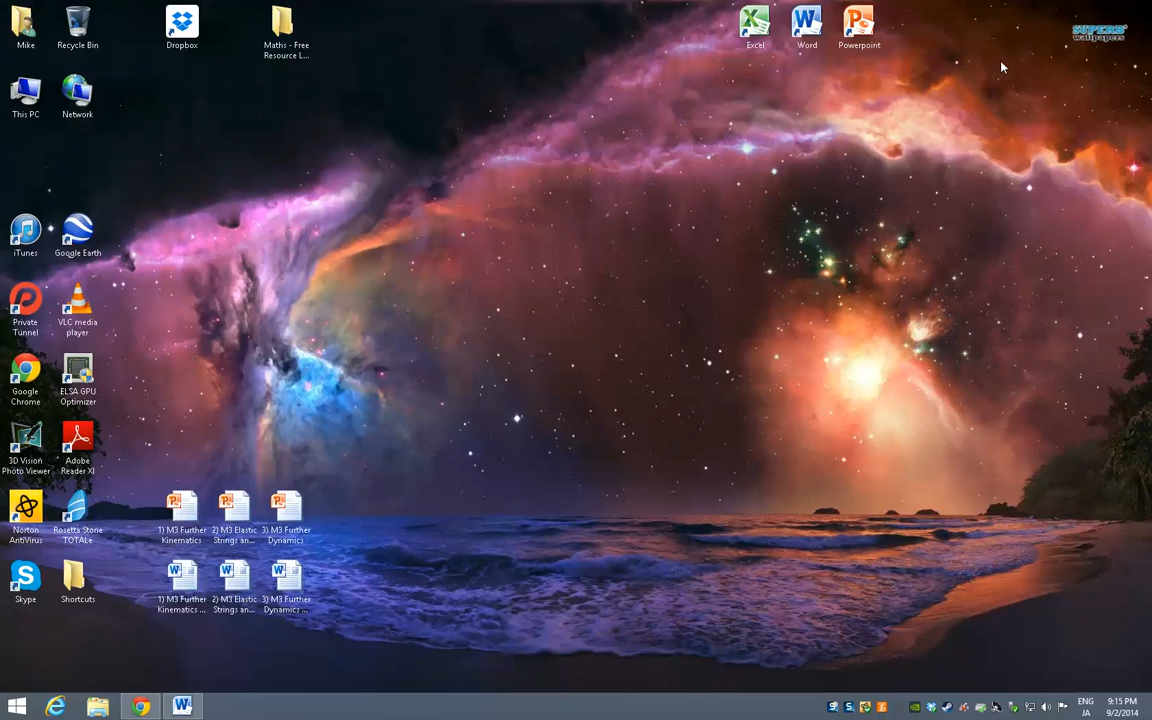 Mike
Recycle Bin
Dropbox
Maths - Free
Resource L...
Excel
Word
Powerpoint
SUPERB
wallpapers
This PC
Network
iTunes
Google Earth
Private
Tunnel
VLC media
player
Google
Chrome
ELSA GPU
Optimizer
3D Vision
Photo Viewer
Adobe
Reader XI
Norton
AntiVirus
Rosetta Stone
TOTALe
1) M3 Further
Kinematics
2) M3 Elastic
Strings an...
3) M3 Further
Dynamics
Skype
Shortcuts
1) M3 Further
Kinematics ...
2) M3 Elastic
Strings an...
3) M3 Further
Dynamics ...
ENG
JA
9:15 PM
9/2/2014